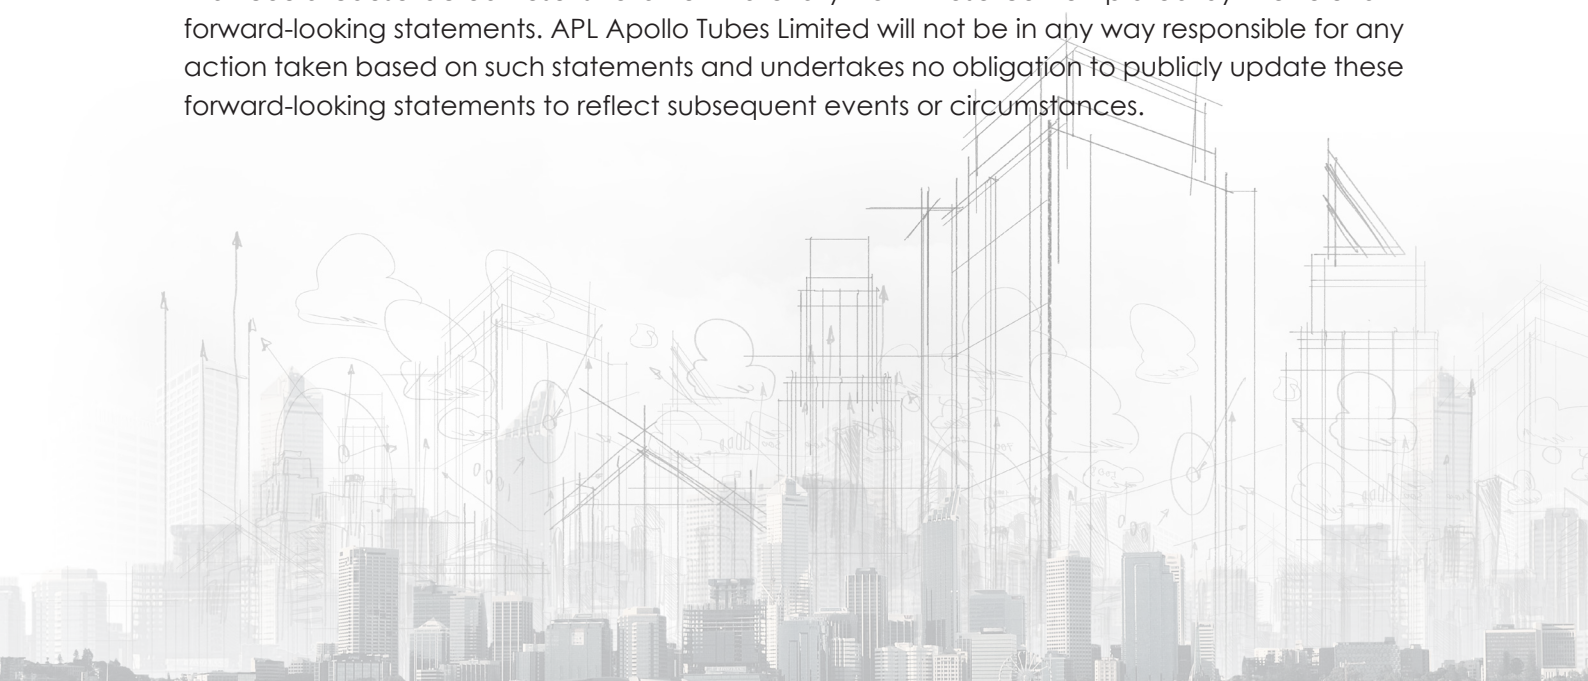 forward-looking statements. APL Apollo Tubes Limited will not be in any way responsible for any
action taken based on such statements and undertakes no obligation to publicly update these
forward-looking statements to reflect subsequent events or circumstances.